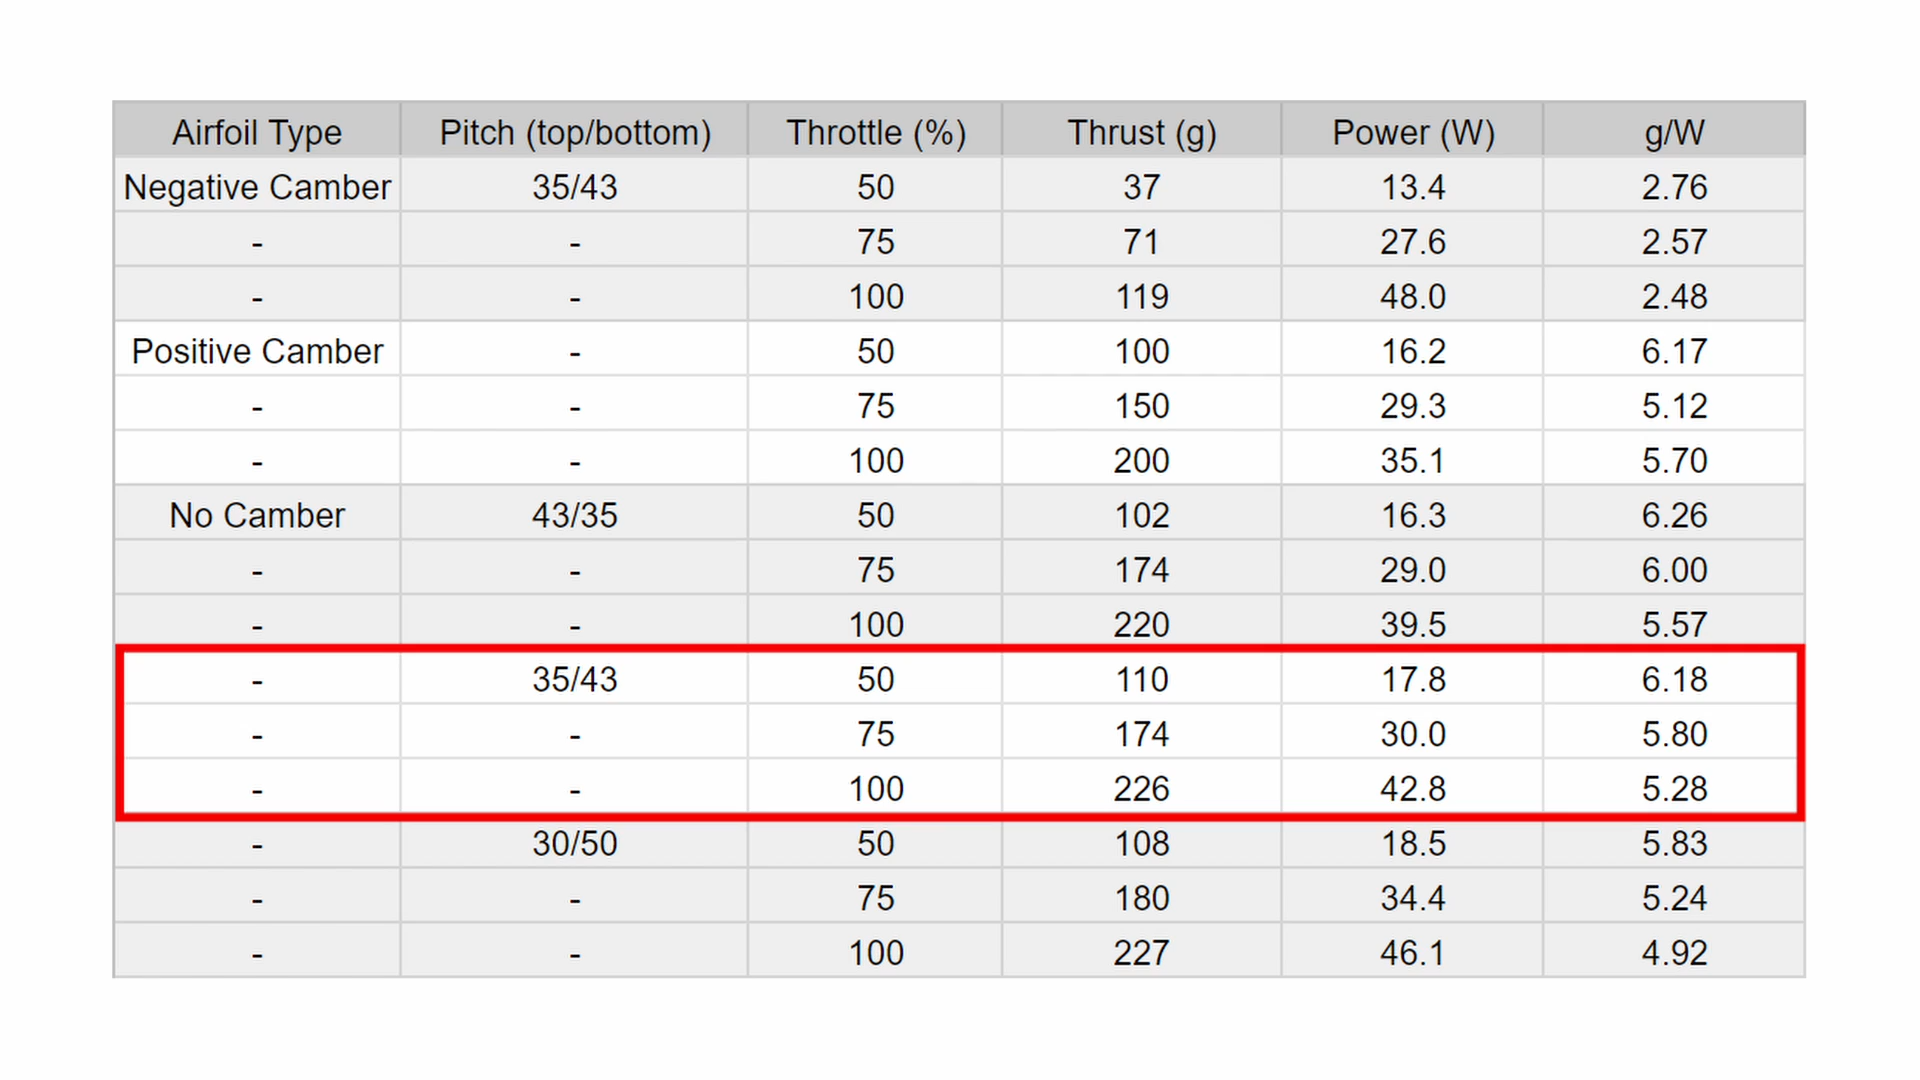 Airfoil Type Pitch (top/bottom) Throttle (%) Thrust (g) Power (W) g/W
Negative Camber 35/43 50 37 13.4 2.76
- - 75 71 27.6 2.57
- - 100 119 48.0 2.48
Positive Camber - 50 100 16.2 6.17
- - 75 150 29.3 5.12
- - 100 200 35.1 5.70
No Camber 43/35 50 102 16.3 6.26
- - 75 174 29.0 6.00
- - 100 220 39.5 5.57
- 35/43 50 110 17.8 6.18
- - 75 174 30.0 5.80
- - 100 226 42.8 5.28
- 30/50 50 108 18.5 5.83
- - 75 180 34.4 5.24
- - 100 227 46.1 4.92